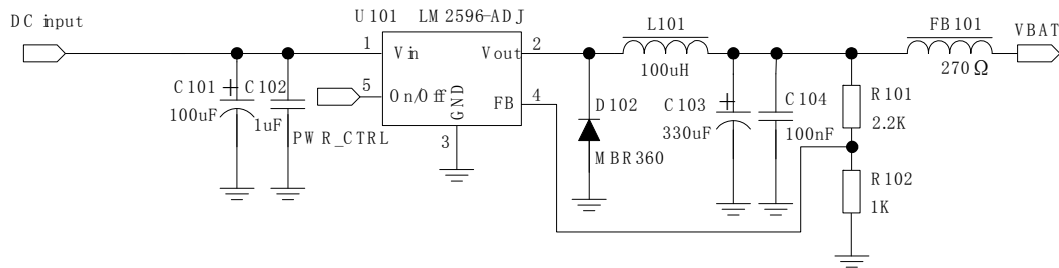 DC input
U101 LM2596-ADJ
L101
FB101
VBAT
1
Vin
Vout
2
100uH
270Ω
5
On/Off
GND
FB
4
C101
+
C102
100uF
1uF
PWR_CTRL
3
D102
MBR360
C103
+
330uF
C104
100nF
R101
2.2K
R102
1K